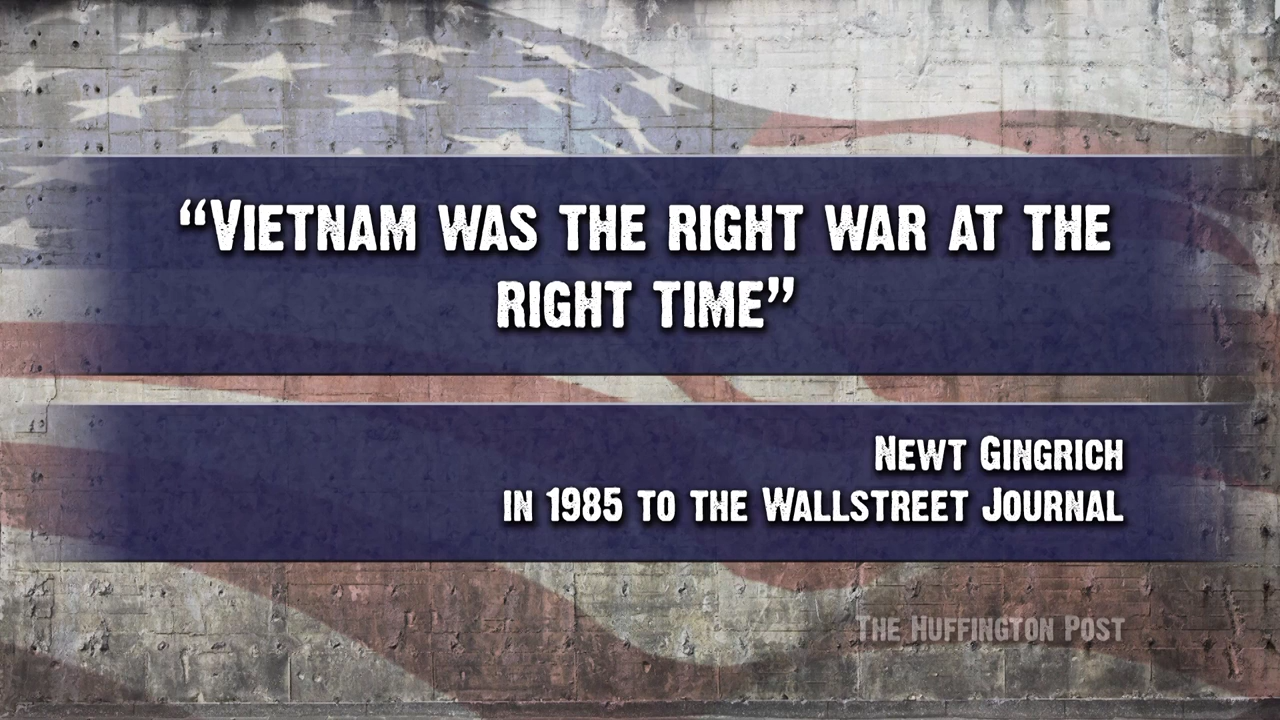 “Vietnam was the right war at the
right time”
Newt Gingrich
in 1985 to the Wallstreet Journal
The Huffington Post